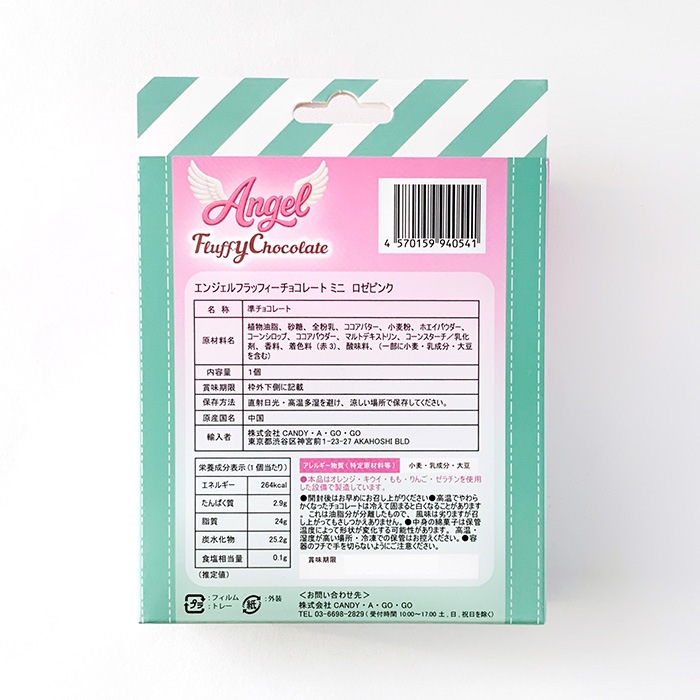 Angel
Fluffy Chocolate
4 570159 940541
エンジェルフラッフィーチョコレート ミニ ロゼピンク
名 称 準チョコレート
原材料名 植物油脂、砂糖、全粉乳、ココアバター、小麦粉、ホエイパウダー、
コーンシロップ、ココアパウダー、マルトデキストリン、コーンスターチ／乳化
剤、香料、着色料（赤3）、酸味料、（一部に小麦・乳成分・大豆
を含む）
内容量 1個
賞味期限 枠外下側に記載
保存方法 直射日光・高温多湿を避け、涼しい場所で保存してください。
原産国名 中国
輸入者 株式会社 CANDY・A・GO・GO
東京都渋谷区神宮前1-23-27 AKAHOSHI BLD
栄養成分表示（1個当たり）
エネルギー 264kcal
たんぱく質 2.9g
脂質 24g
炭水化物 25.2g
食塩相当量 0.1g
（推定値）
アレルギー物質（特定原材料等） 小麦・乳成分・大豆
●本品はオレンジ・キウイ・もも・りんご・ゼラチンを使用
した設備で製造しています。
●開封後はお早めにお召し上がりください●高温でやわら
かくなったチョコレートは冷えて固まると白くなることがありま
す。これは油脂分が分離したもので、風味は劣りますが召
し上がってもさしつかえありません。●中身の綿菓子は保管
温度によって形状が変化する可能性があります。高温・
湿度が高い場所・冷凍での保管はお控えください。●容
器のフチで手を切らないようにご注意ください。
賞味期限
プラ ：フィルム
：トレー
紙 ：外装
＜お問い合わせ先＞
株式会社 CANDY・A・GO・GO
TEL 03-6698-2829（受付時間 10:00～17:00 土,日,祝日を除く）